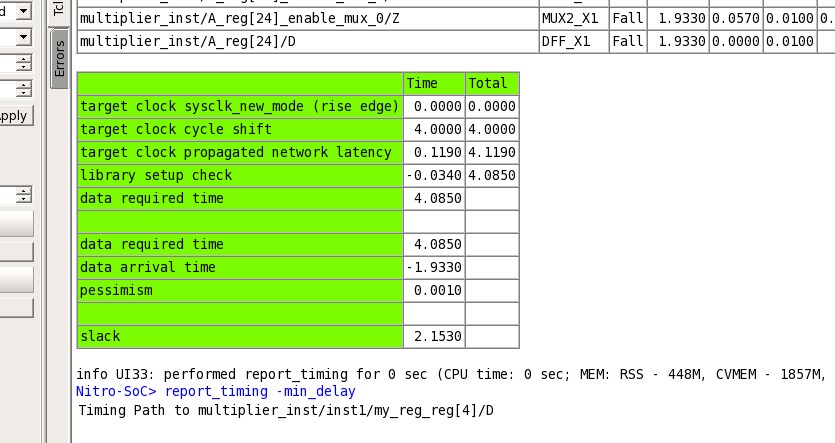 d
Tcl
Errors
Apply
multiplier_inst/A_reg[24]_enable_mux_0/Z MUX2_X1 Fall 1.9330 0.0570 0.0100 0.
multiplier_inst/A_reg[24]/D DFF_X1 Fall 1.9330 0.0000 0.0100
Time Total
target clock sysclk_new_mode (rise edge) 0.0000 0.0000
target clock cycle shift 4.0000 4.0000
target clock propagated network latency 0.1190 4.1190
library setup check -0.0340 4.0850
data required time 4.0850
data required time 4.0850
data arrival time -1.9330
pessimism 0.0010
slack 2.1530
info UI33: performed report_timing for 0 sec (CPU time: 0 sec; MEM: RSS - 448M, CVMEM - 1857M,
Nitro-SoC> report_timing -min_delay
Timing Path to multiplier_inst/inst1/my_reg_reg[4]/D